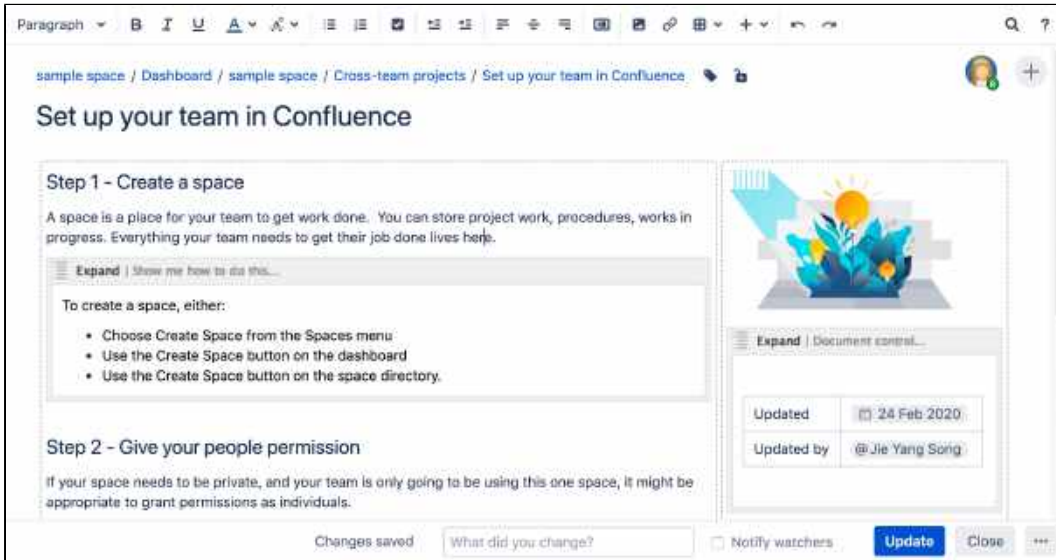 Paragraph
B I U A
?
sample space / Dashboard / sample space / Cross-team projects / Set up your team in Confluence
Set up your team in Confluence
Step 1 - Create a space
A space is a place for your team to get work done. You can store project work, procedures, works in
progress. Everything your team needs to get their job done lives here.
Expand | Show me how to do this...
To create a space, either:
• Choose Create Space from the Spaces menu
• Use the Create Space button on the dashboard
• Use the Create Space button on the space directory.
Step 2 - Give your people permission
If your space needs to be private, and your team is only going to be using this one space, it might be
appropriate to grant permissions as individuals.
Expand | Document control...
Updated 24 Feb 2020
Updated by @Jie Yang Song
Changes saved
What did you change?
Notify watchers
Update
Close